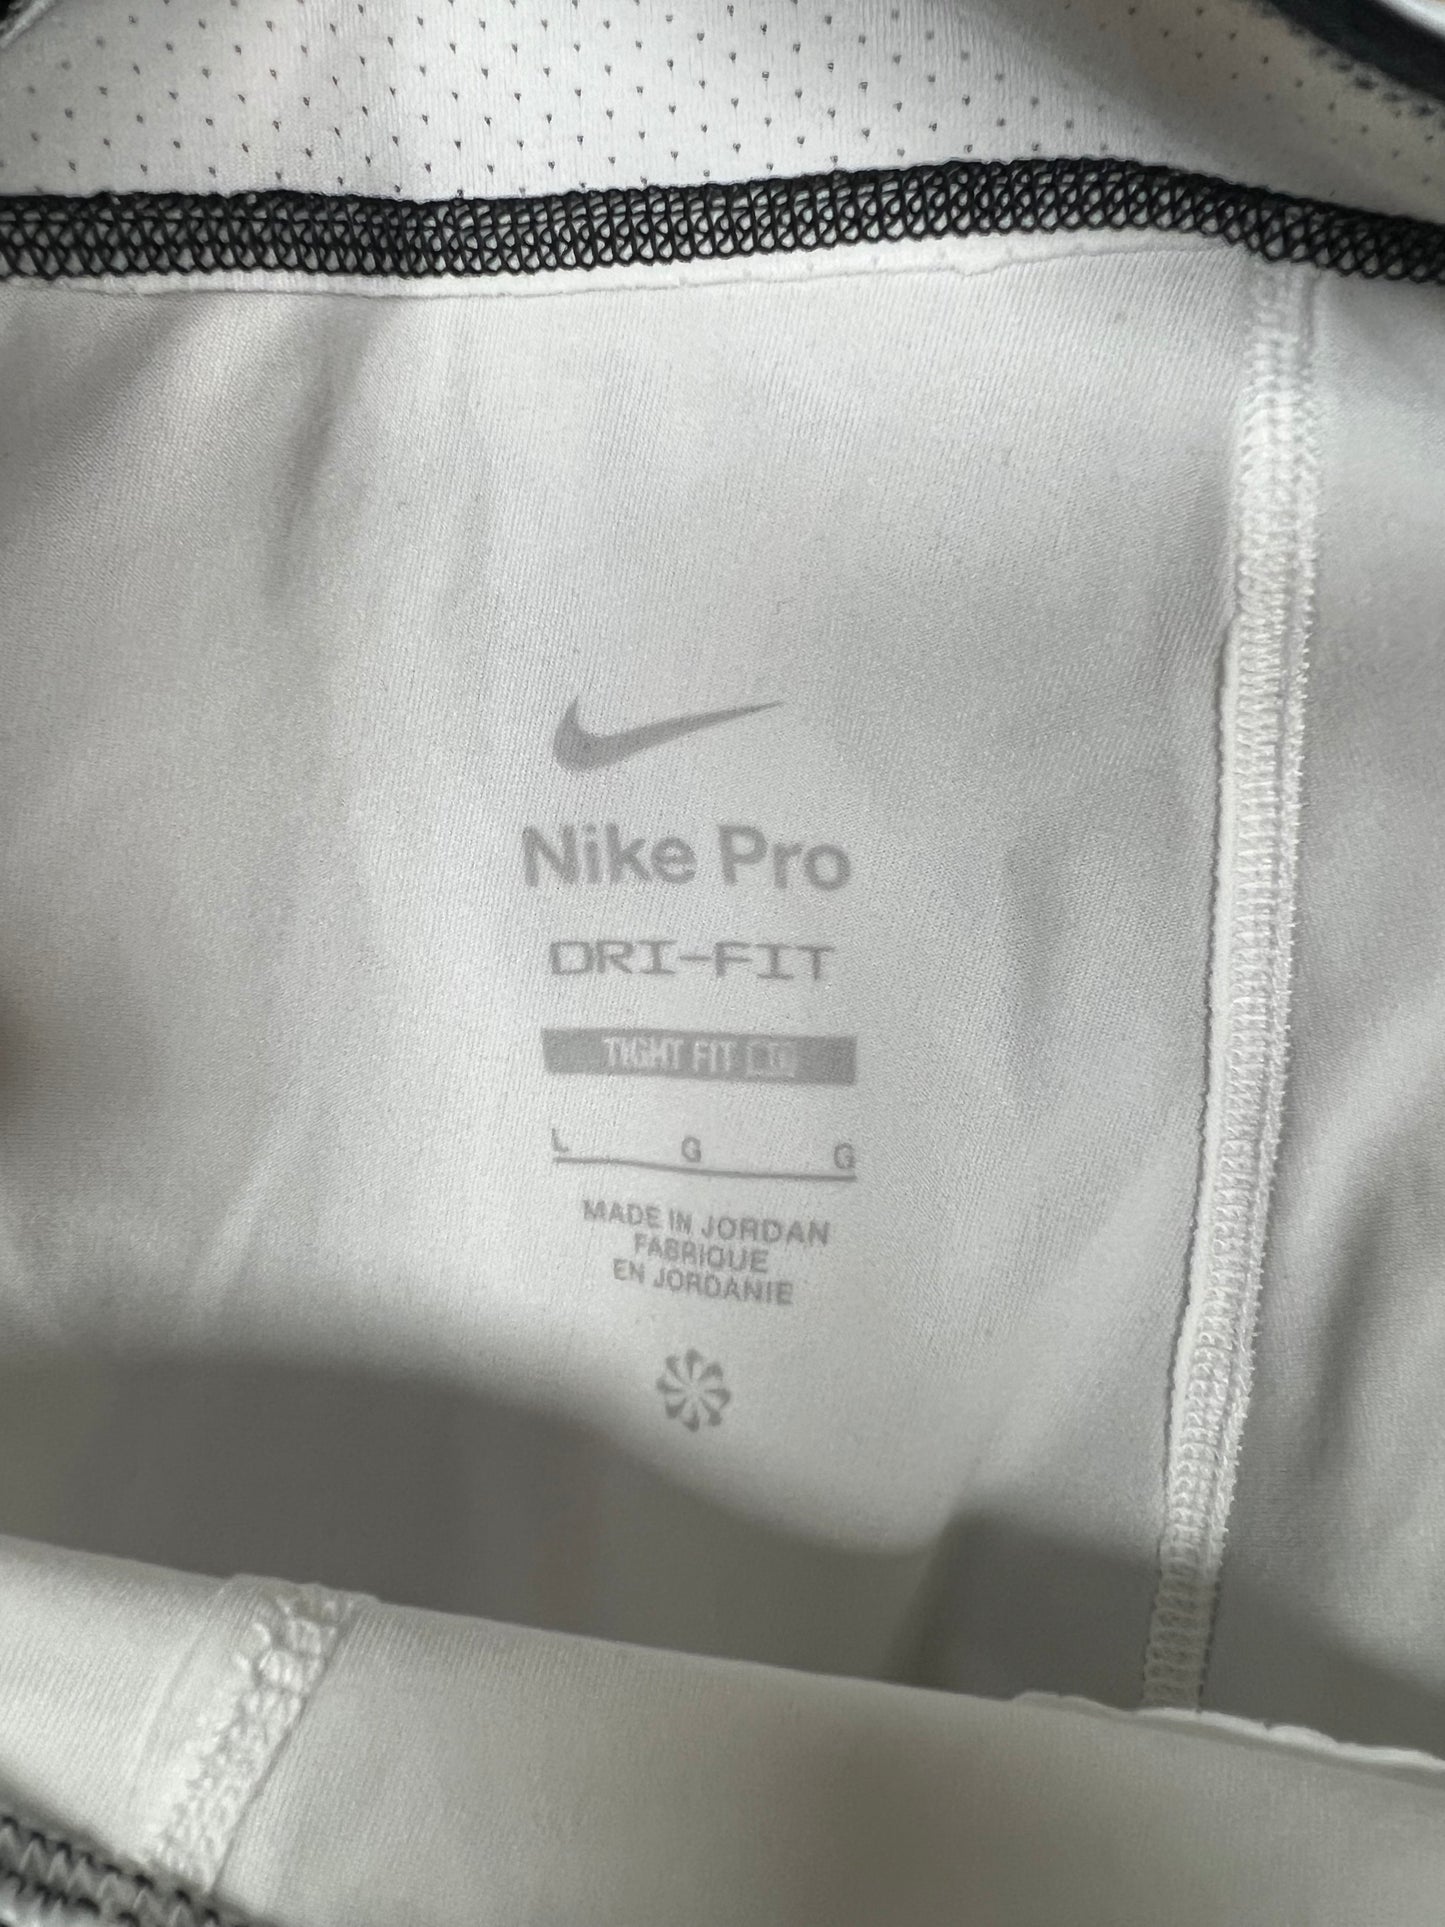 Nike Pro
DRI-FIT
TIGHT FIT
L G G
MADE IN JORDAN
FABRIQUE
EN JORDANIE